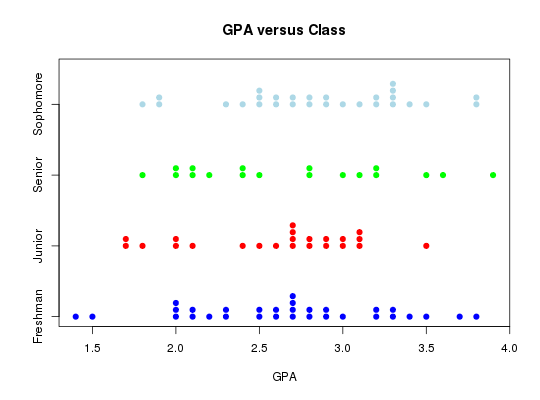 GPA versus Class
Sophomore
Senior
Junior
Freshman
1.5 2.0 2.5 3.0 3.5 4.0
GPA